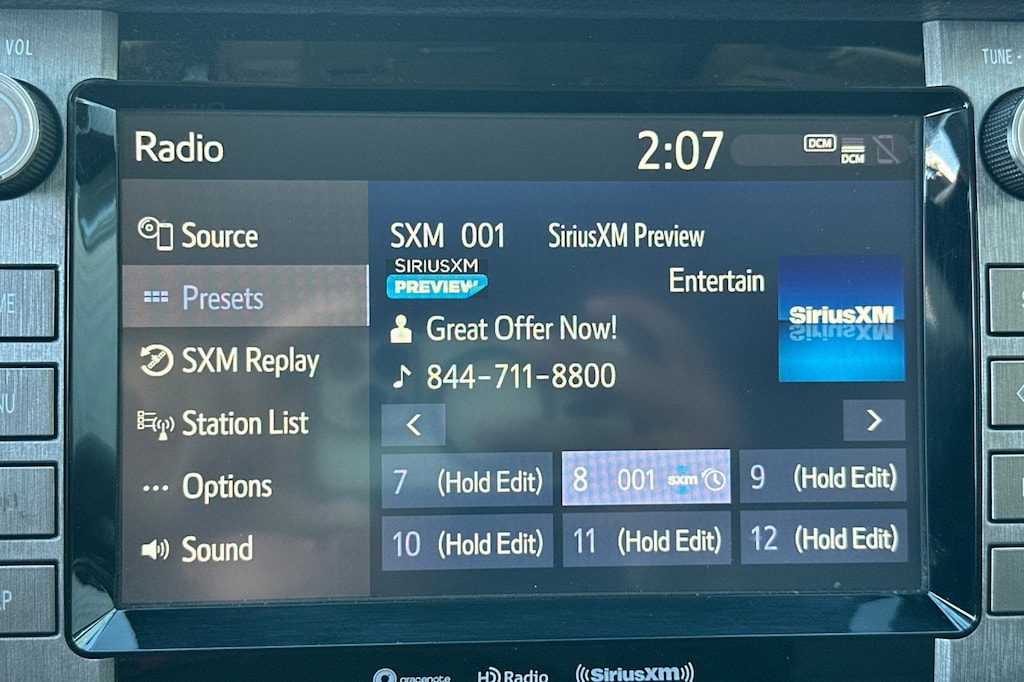 VOL
TUNE
Radio
2:07
DCM
DCM
Source
Presets
SXM Replay
Station List
Options
Sound
SXM 001 SiriusXM Preview
SIRIUSXM
PREVIEW
Entertain
SiriusXM
Great Offer Now!
844-711-8800
<
>
7 (Hold Edit)
8 001 sxm
9 (Hold Edit)
10 (Hold Edit)
11 (Hold Edit)
12 (Hold Edit)
gracenote HD Radio ((SiriusXM))